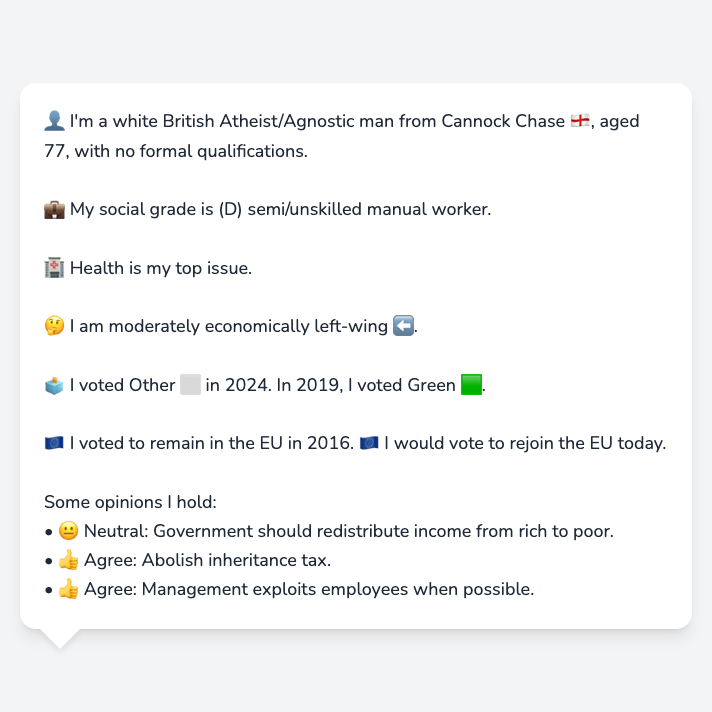 👤 I'm a white British Atheist/Agnostic man from Cannock Chase 🏴󠁧󠁢󠁥󠁮󠁧󠁿, aged
77, with no formal qualifications.
💼 My social grade is (D) semi/unskilled manual worker.
🏥 Health is my top issue.
🤔 I am moderately economically left-wing ⬅️.
🗳️ I voted Other ⬜ in 2024. In 2019, I voted Green 🟩.
🇪🇺 I voted to remain in the EU in 2016. 🇪🇺 I would vote to rejoin the EU today.
Some opinions I hold:
• 😐 Neutral: Government should redistribute income from rich to poor.
• 👍 Agree: Abolish inheritance tax.
• 👍 Agree: Management exploits employees when possible.